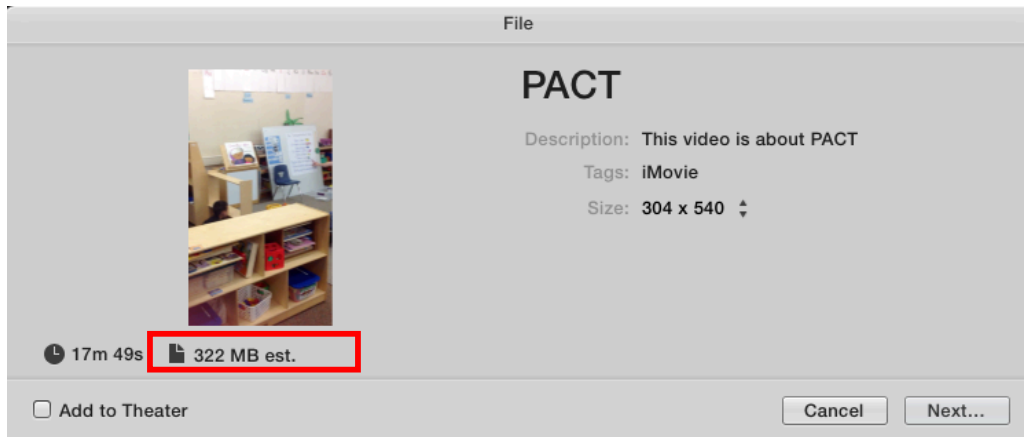 File
PACT
Description: This video is about PACT
Tags: iMovie
Size: 304 x 540
17m 49s 322 MB est.
Add to Theater
Cancel Next...